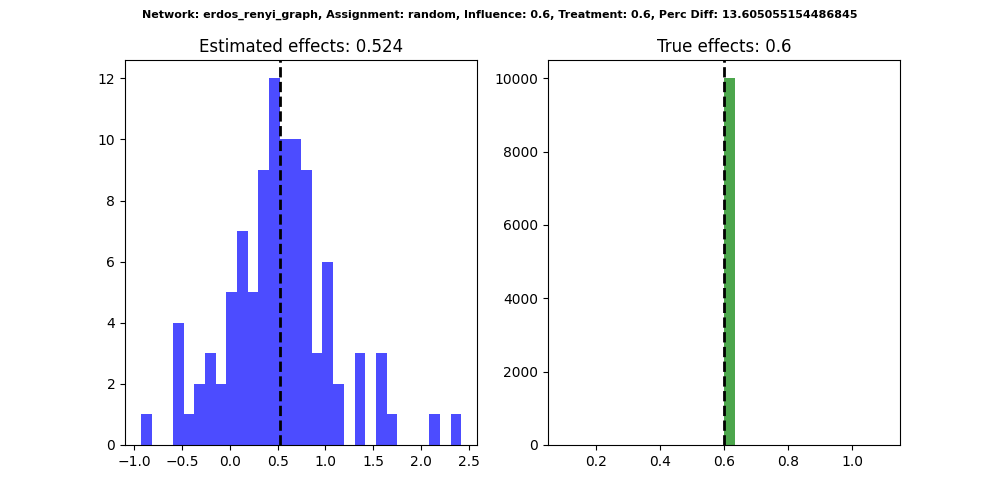 Network: erdos_renyi_graph, Assignment: random, Influence: 0.6, Treatment: 0.6, Perc Diff: 13.605055154486845
Estimated effects: 0.524
12
10
8
6
4
2
0
−1.0 −0.5 0.0 0.5 1.0 1.5 2.0 2.5
True effects: 0.6
10000
8000
6000
4000
2000
0
0.2 0.4 0.6 0.8 1.0